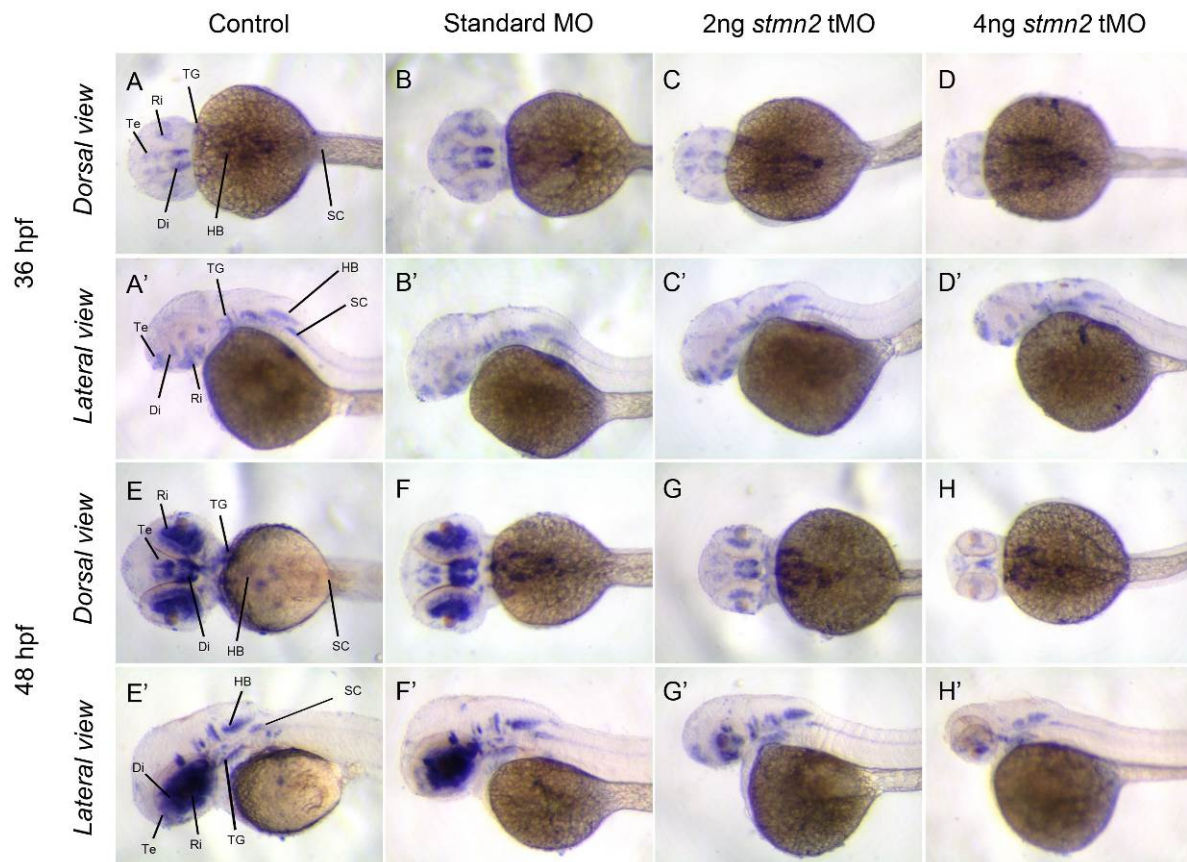 Control Standard MO 2ng stmn2 tMO 4ng stmn2 tMO
36 hpf
Dorsal view
A TG Ri Te Di HB SC
B
C
D
Lateral view
A' TG HB SC Te Di Ri
B'
C'
D'
48 hpf
Dorsal view
E Ri TG Te Di HB SC
F
G
H
Lateral view
E' HB SC Di Te Ri TG
F'
G'
H'